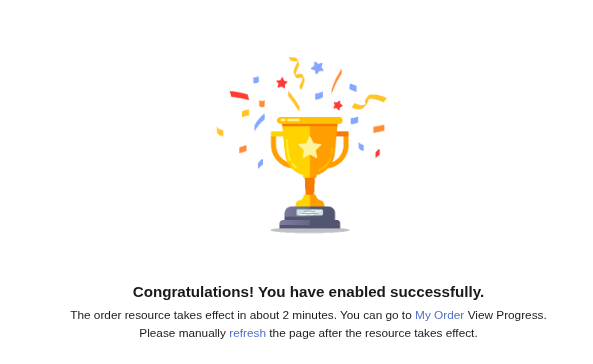 Congratulations! You have enabled successfully.
The order resource takes effect in about 2 minutes. You can go to My Order View Progress.
Please manually refresh the page after the resource takes effect.